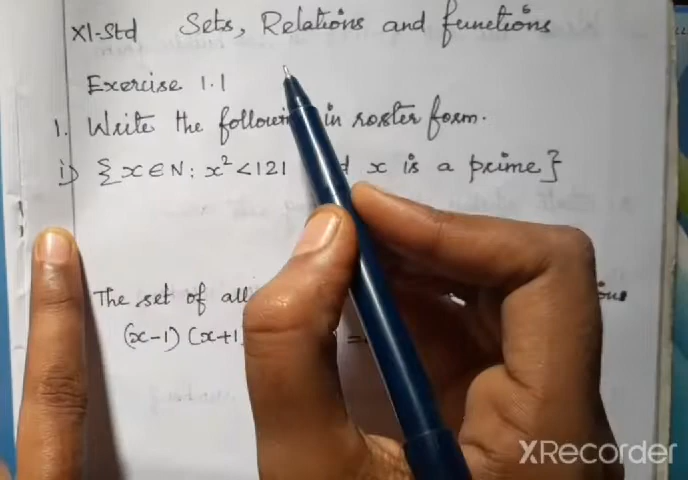 XI-Std Sets, Relations and functions
Exercise 1.1
1. Write the following in roster form.
i) {x ∈ N : x² < 121 x is a prime}
The set of all
(x-1) (x+1) =
XRecorder